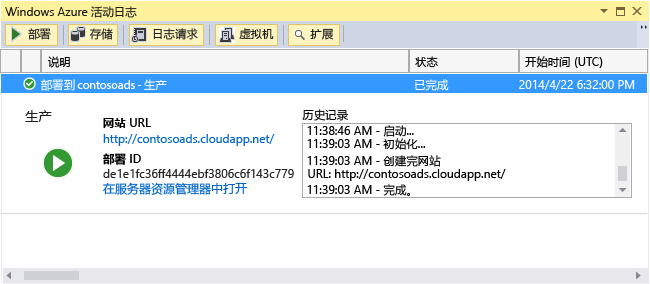 Windows Azure 活动日志
部署 存储 日志请求 虚拟机 扩展
说明 状态 开始时间 (UTC)
部署到 contosoads - 生产 已完成 2014/4/22 6:32:00 PM
生产
网站 URL
http://contosoads.cloudapp.net/
部署 ID
de1e1fc36ff4444ebf3806c6f143c779
在服务器资源管理器中打开
历史记录
11:38:46 AM - 启动...
11:39:03 AM - 初始化...
11:39:03 AM - 创建完网站
URL: http://contosoads.cloudapp.net/
11:39:03 AM - 完成。